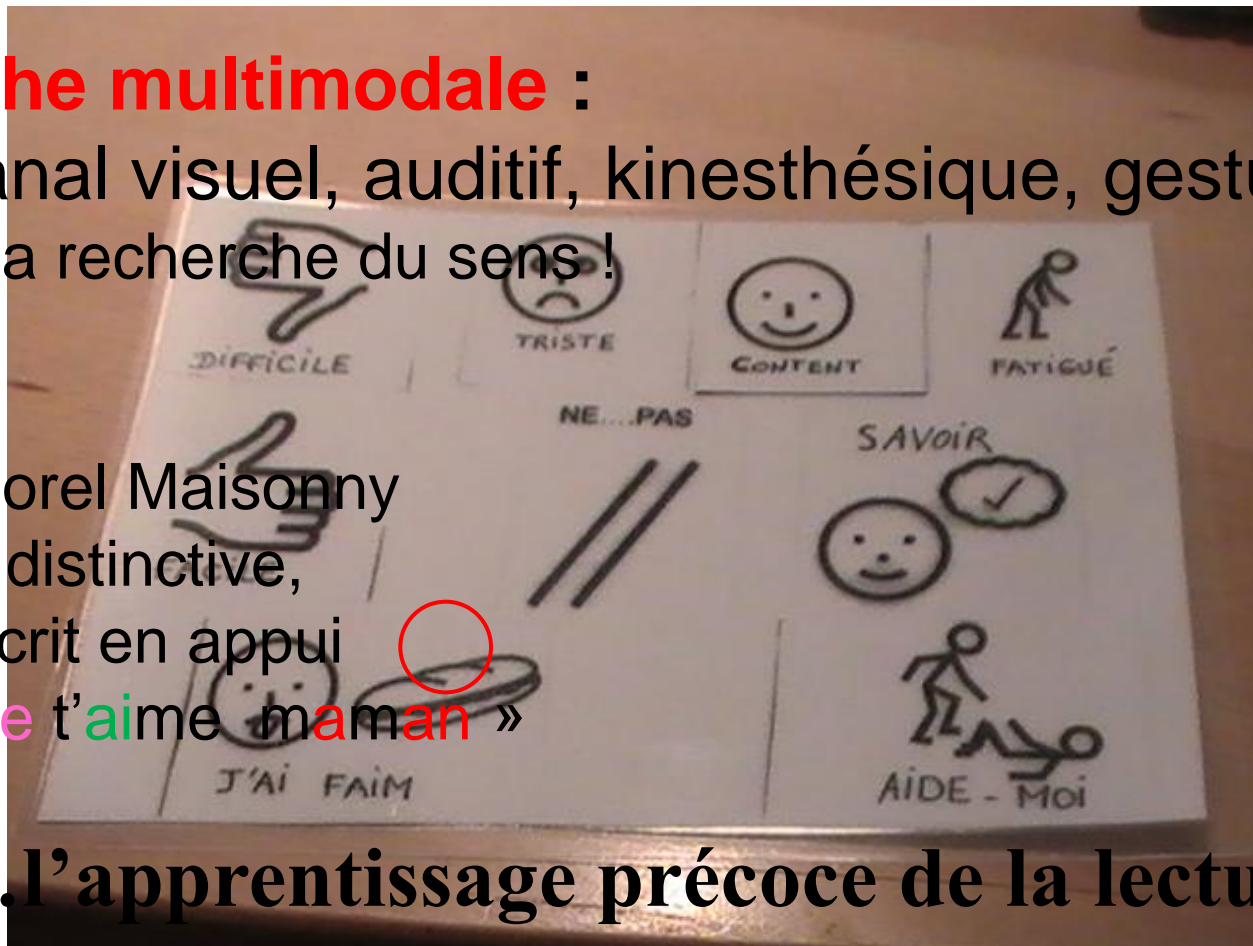 he multimodale :
anal visuel, auditif, kinesthésique, gestu
a recherche du sens !
DIFFICILE
TRISTE
CONTENT
FATIGUÉ
NE....PAS
SAVOIR
orel Maisonny
distinctive,
crit en appui
e t’aime maman »
J'AI FAIM
AIDE - MOI
.l’apprentissage précoce de la lectu